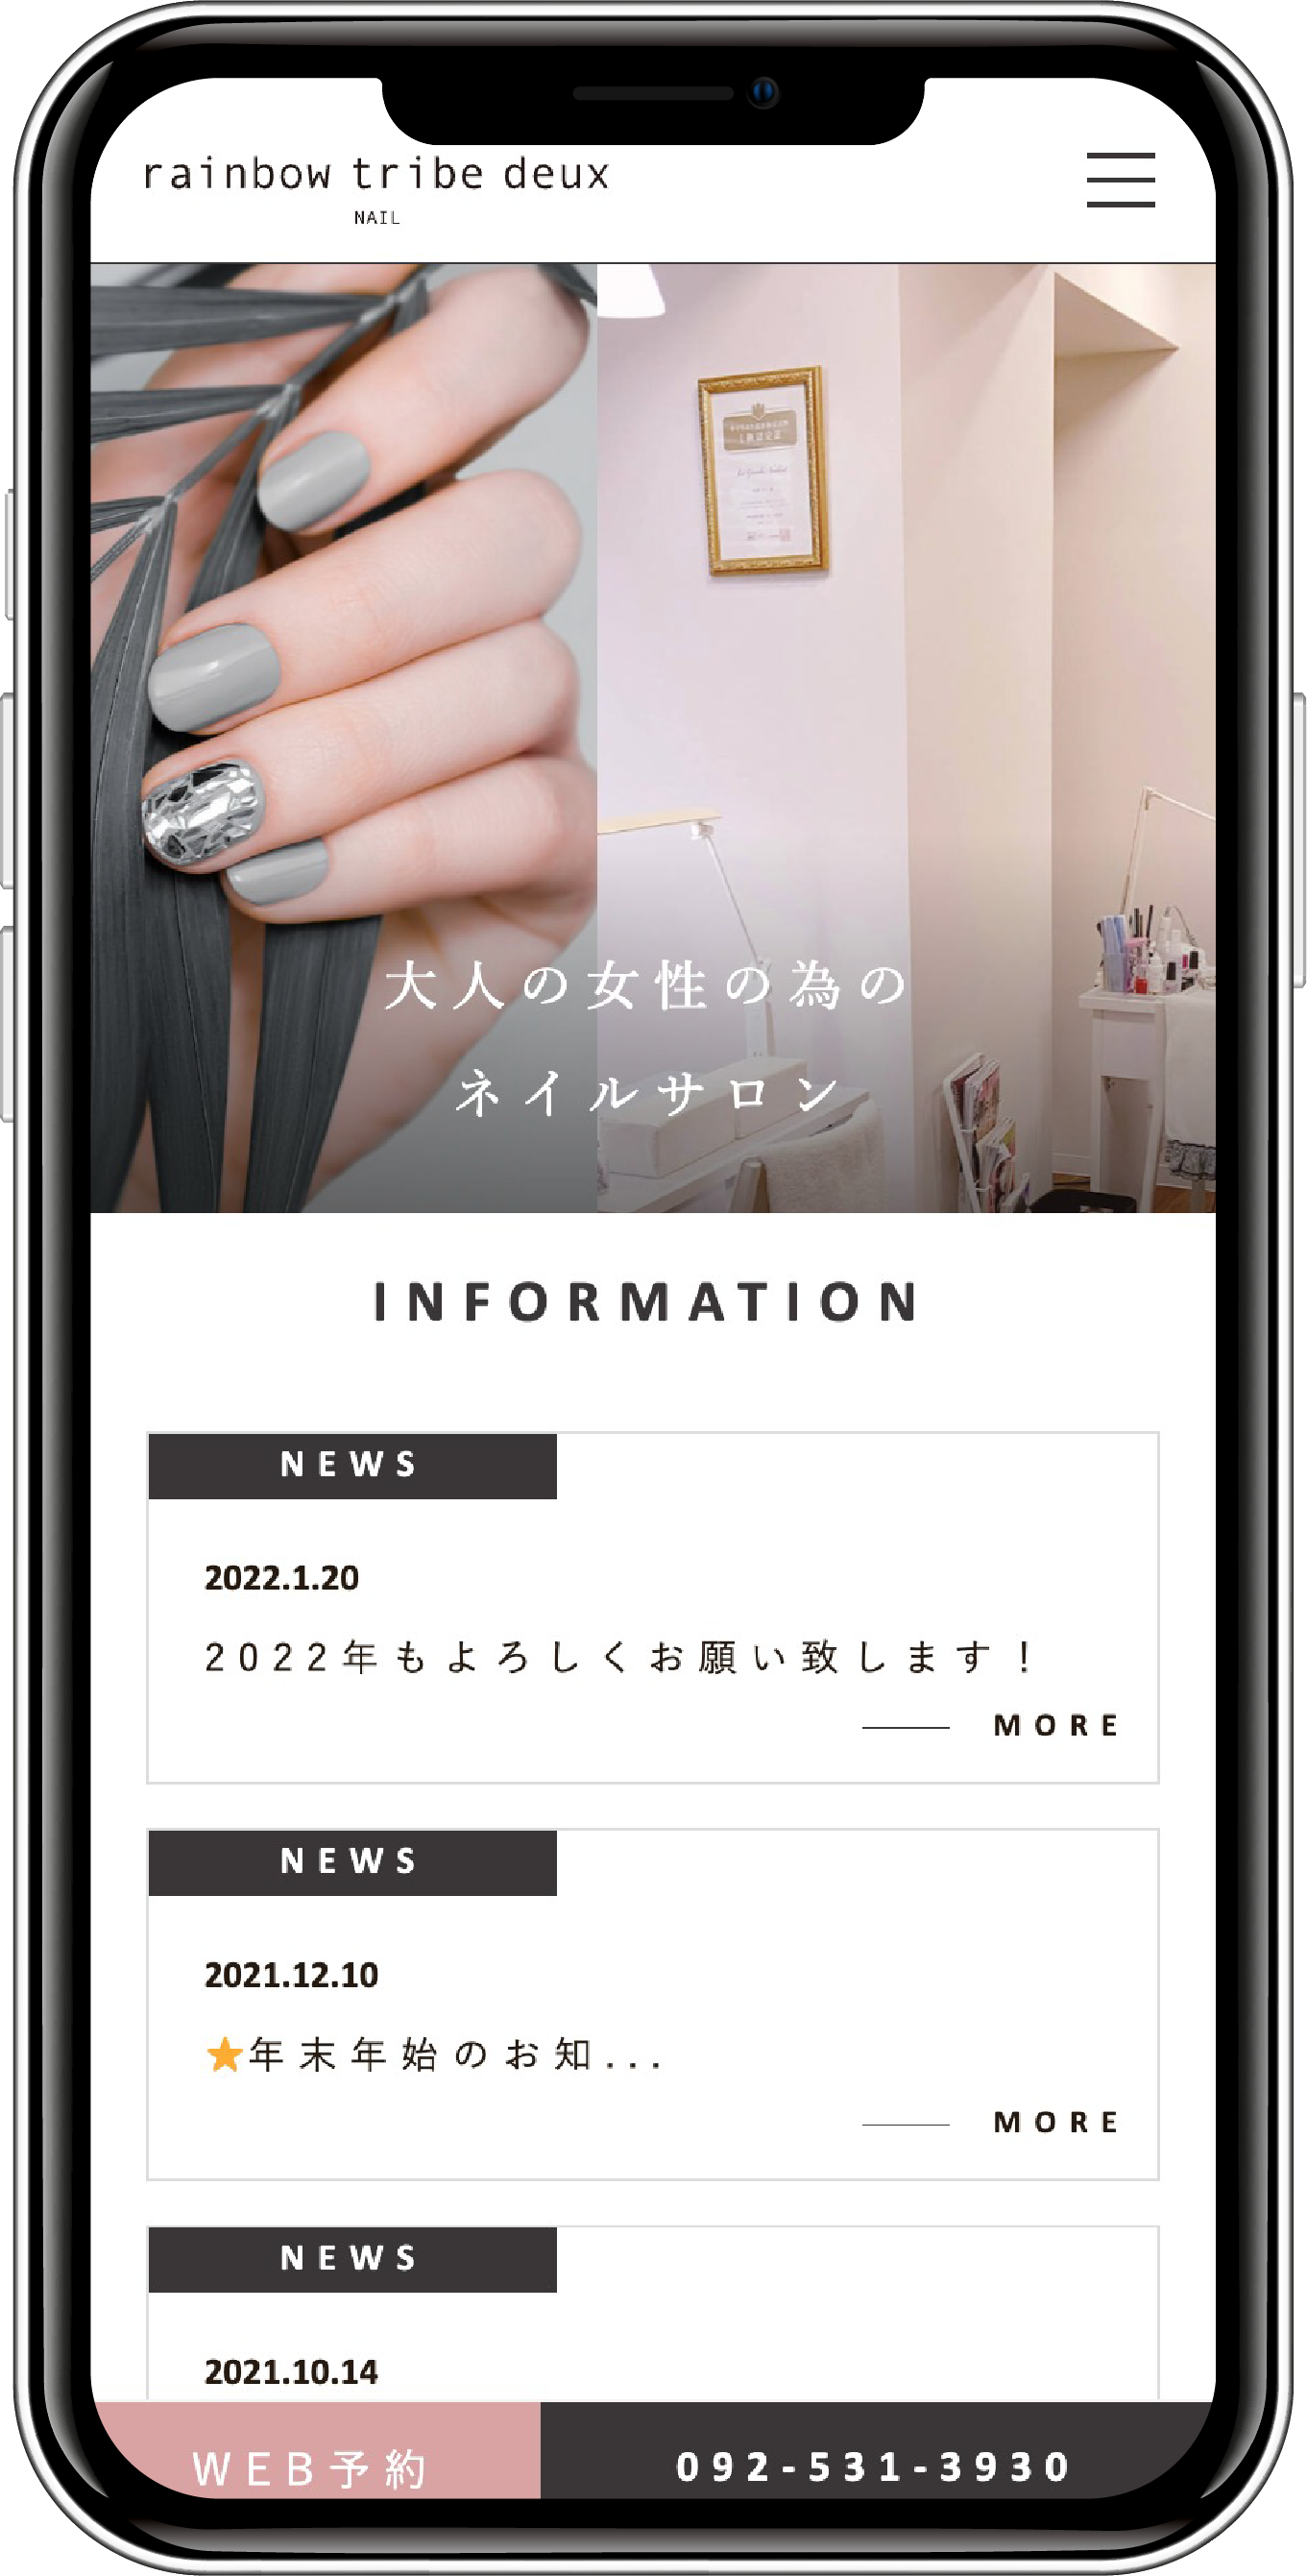 rainbow tribe deux
NAIL
大人の女性の為の
ネイルサロン
INFORMATION
NEWS
2022.1.20
2022年もよろしくお願い致します！
MORE
NEWS
2021.12.10
⭐年末年始のお知...
MORE
NEWS
2021.10.14
WEB予約
092-531-3930